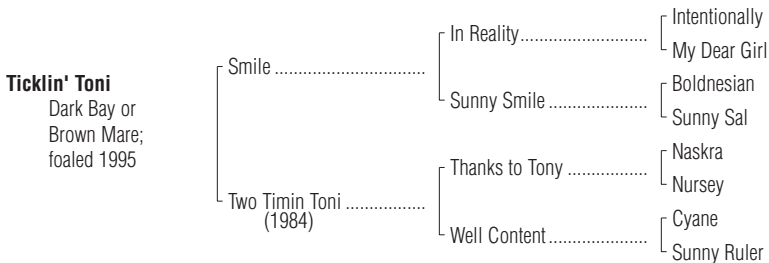 Ticklin' Toni
Dark Bay or
Brown Mare;
foaled 1995
Smile
Two Timin Toni
(1984)
In Reality
Sunny Smile
Thanks to Tony
Well Content
Intentionally
My Dear Girl
Boldnesian
Sunny Sal
Naskra
Nursey
Cyane
Sunny Ruler